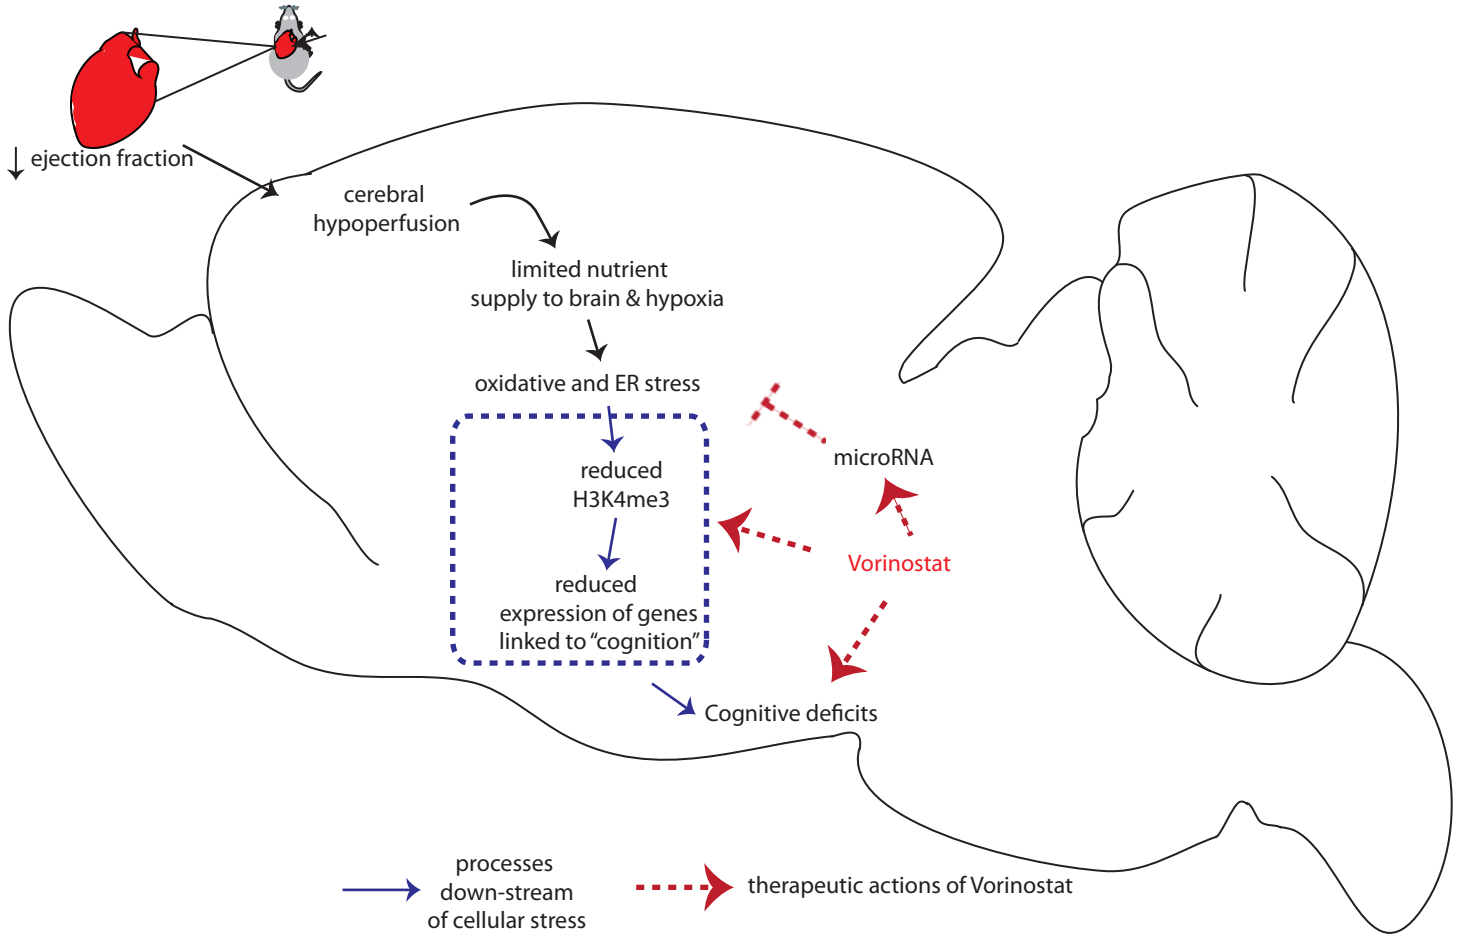 ↓ ejection fraction
cerebral
hypoperfusion
limited nutrient
supply to brain & hypoxia
oxidative and ER stress
microRNA
reduced
H3K4me3
Vorinostat
reduced
expression of genes
linked to “cognition”
Cognitive deficits
processes
down-stream
of cellular stress
therapeutic actions of Vorinostat